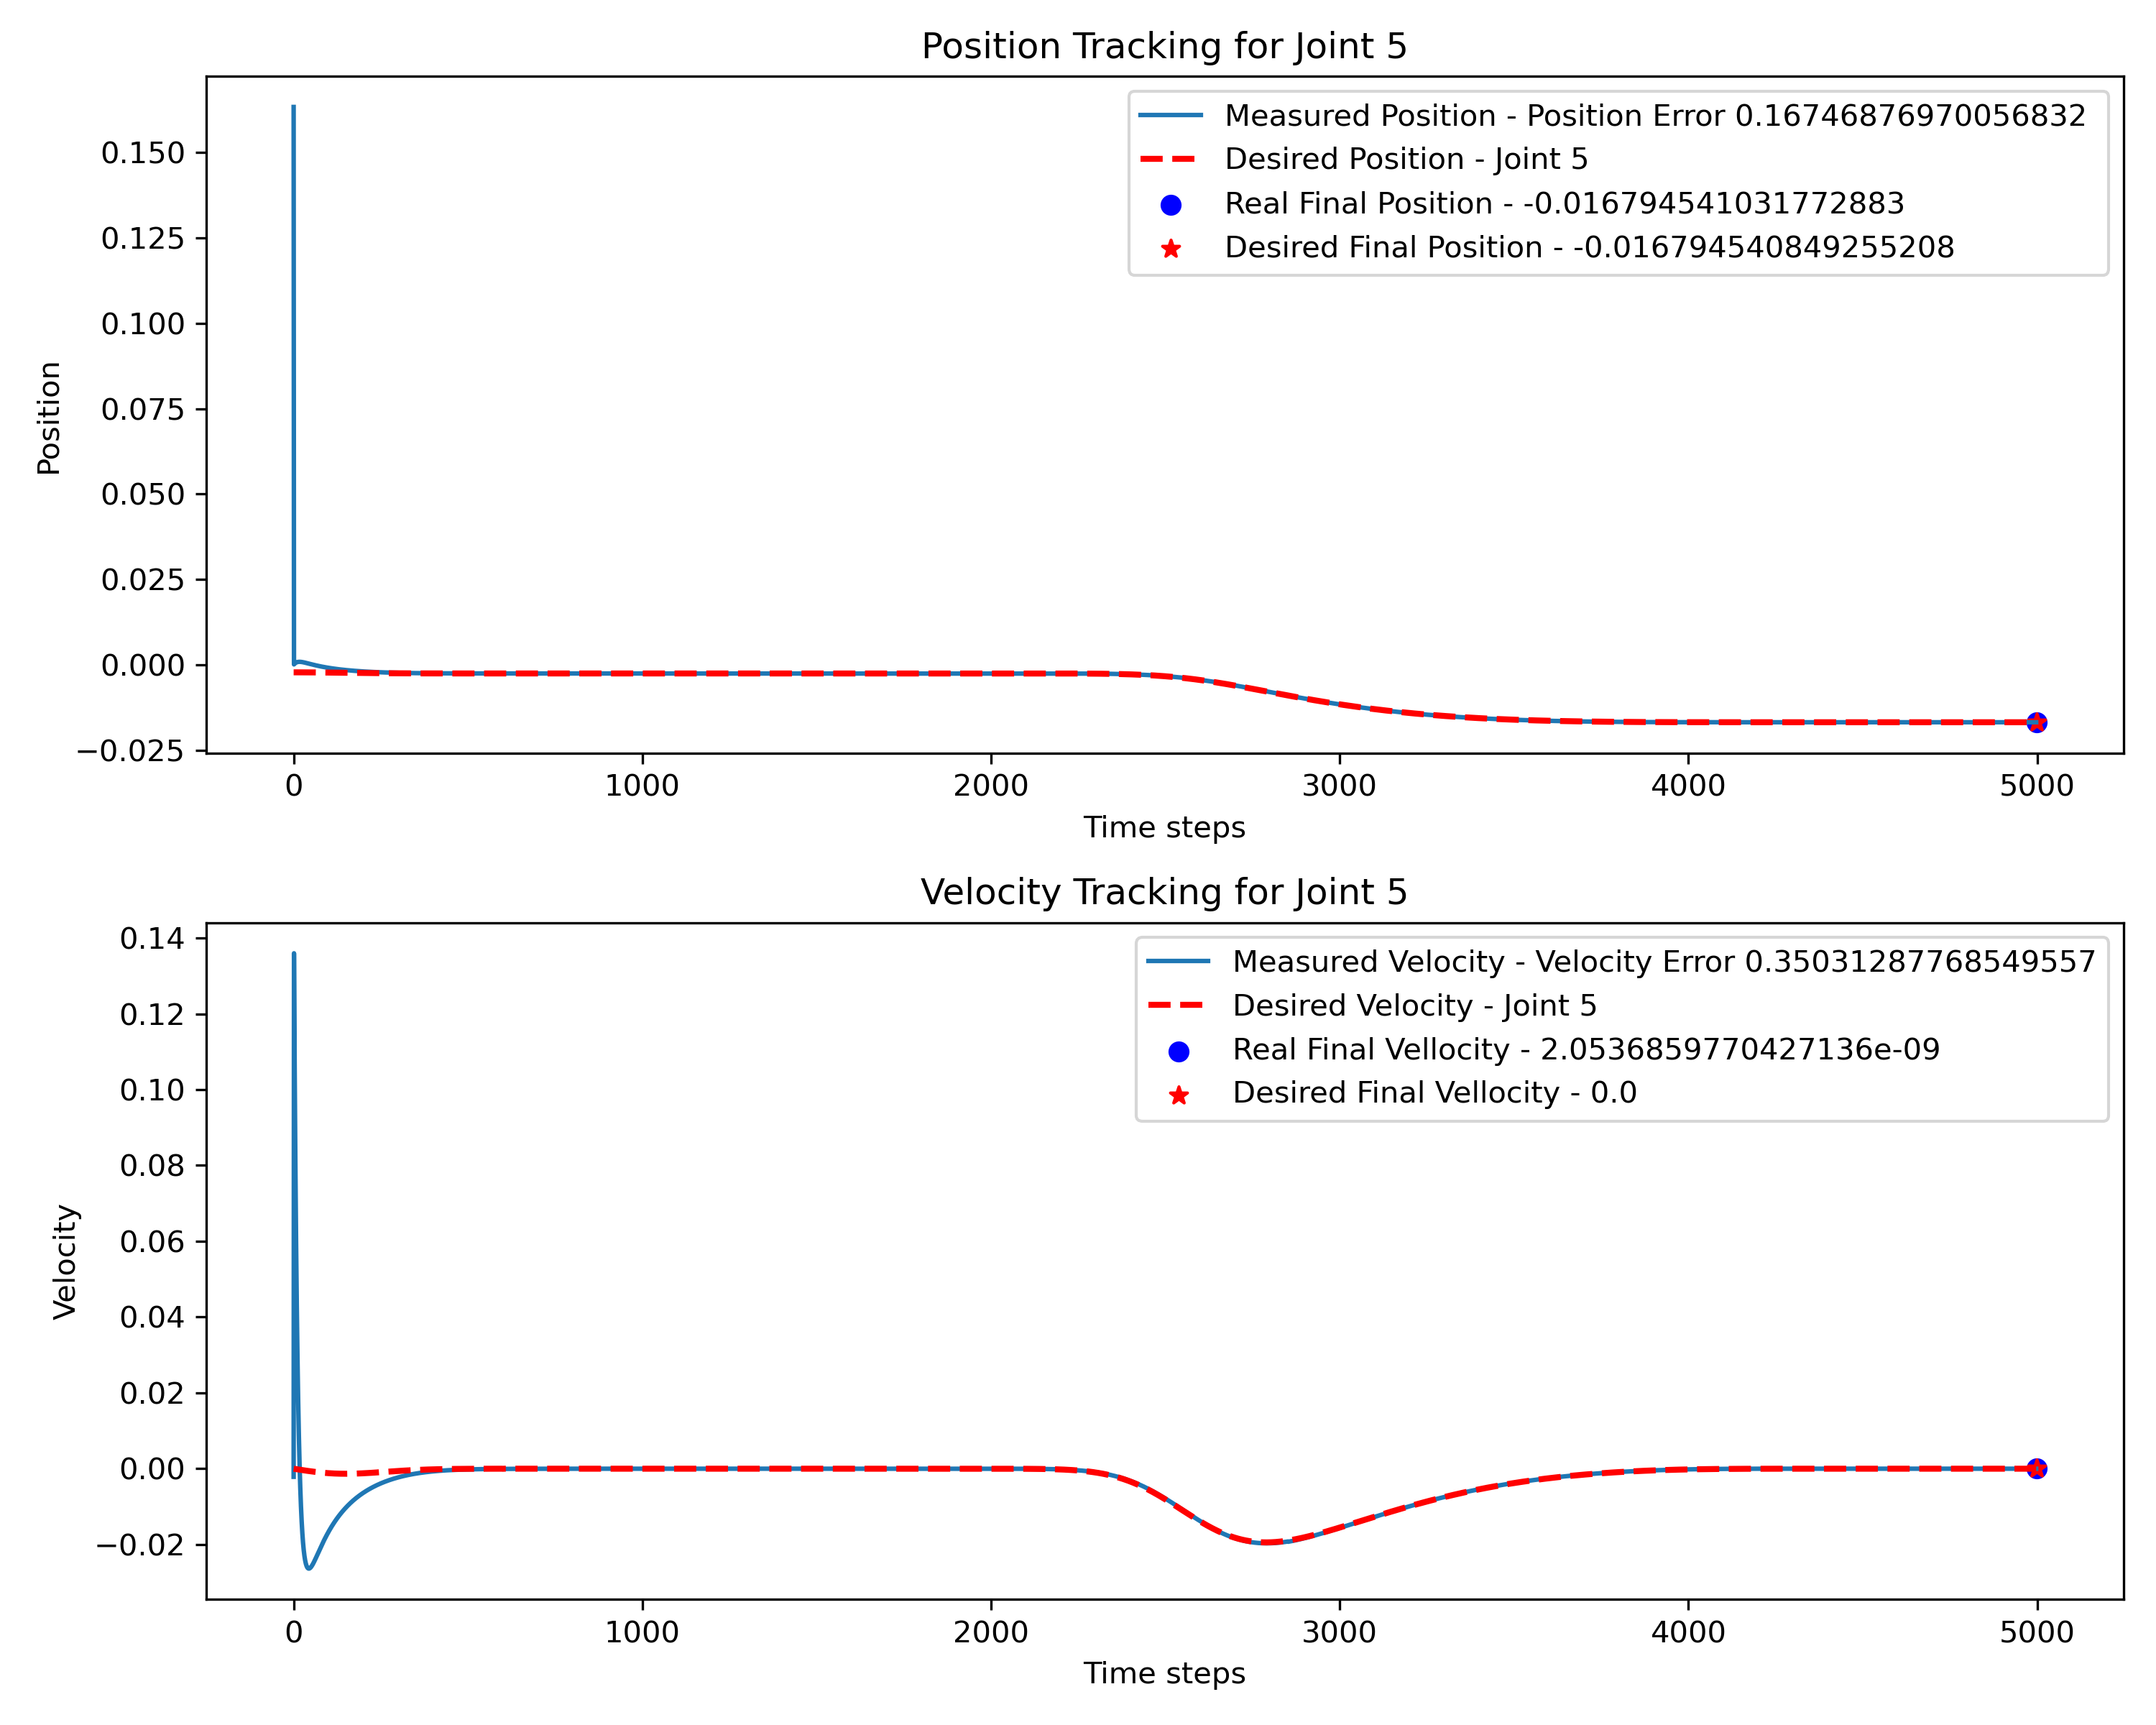 Position Tracking for Joint 5
Measured Position - Position Error 0.16746876970056832
Desired Position - Joint 5
Real Final Position - -0.016794541031772883
Desired Final Position - -0.016794540849255208
Position
0.150
0.125
0.100
0.075
0.050
0.025
0.000
−0.025
0 1000 2000 3000 4000 5000
Time steps
Velocity Tracking for Joint 5
Measured Velocity - Velocity Error 0.35031287768549557
Desired Velocity - Joint 5
Real Final Vellocity - 2.0536859770427136e-09
Desired Final Vellocity - 0.0
Velocity
0.14
0.12
0.10
0.08
0.06
0.04
0.02
0.00
−0.02
0 1000 2000 3000 4000 5000
Time steps